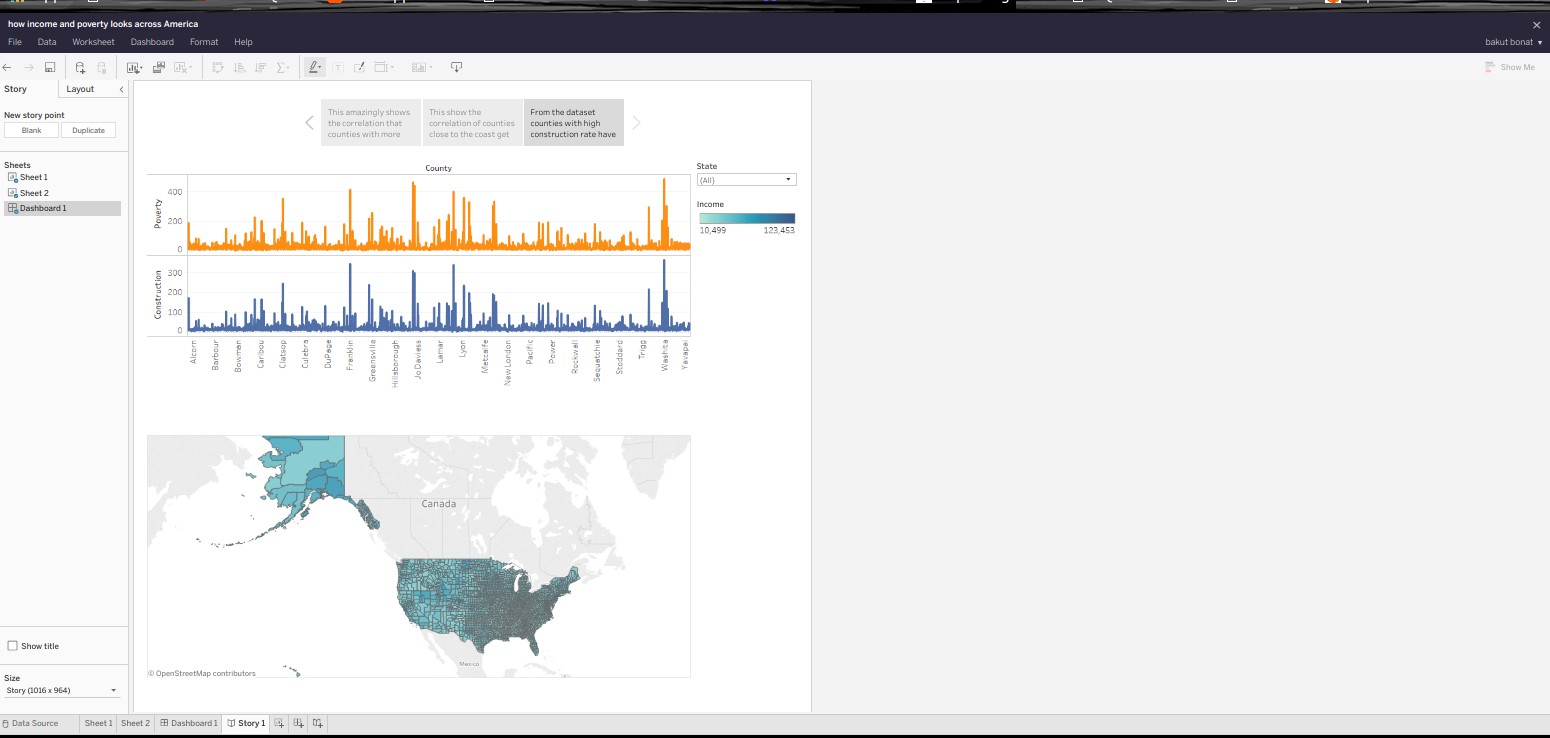 how income and poverty looks across America
File Data Worksheet Dashboard Format Help
bakut bonat
Show Me
Story Layout
New story point
Blank Duplicate
Sheets
Sheet 1
Sheet 2
Dashboard 1
Show title
Size
Story (1016 x 964)
This amazingly shows
the correlation that
counties with more
This show the
correlation of counties
close to the coast get
From the dataset
counties with high
construction rate have
County
Poverty
400
200
0
Construction
300
200
100
0
Alcorn
Barbour
Bowman
Caribou
Clatsop
Culebra
DuPage
Franklin
Greensville
Hillsborough
Jo Daviess
Lamar
Lyon
Metcalfe
New London
Pacific
Power
Rockwall
Sequatchie
Stoddard
Trigg
Washita
Yavapai
State
(All)
Income
10,499 123,453
Canada
Mexico
© OpenStreetMap contributors
Data Source Sheet 1 Sheet 2 Dashboard 1 Story 1